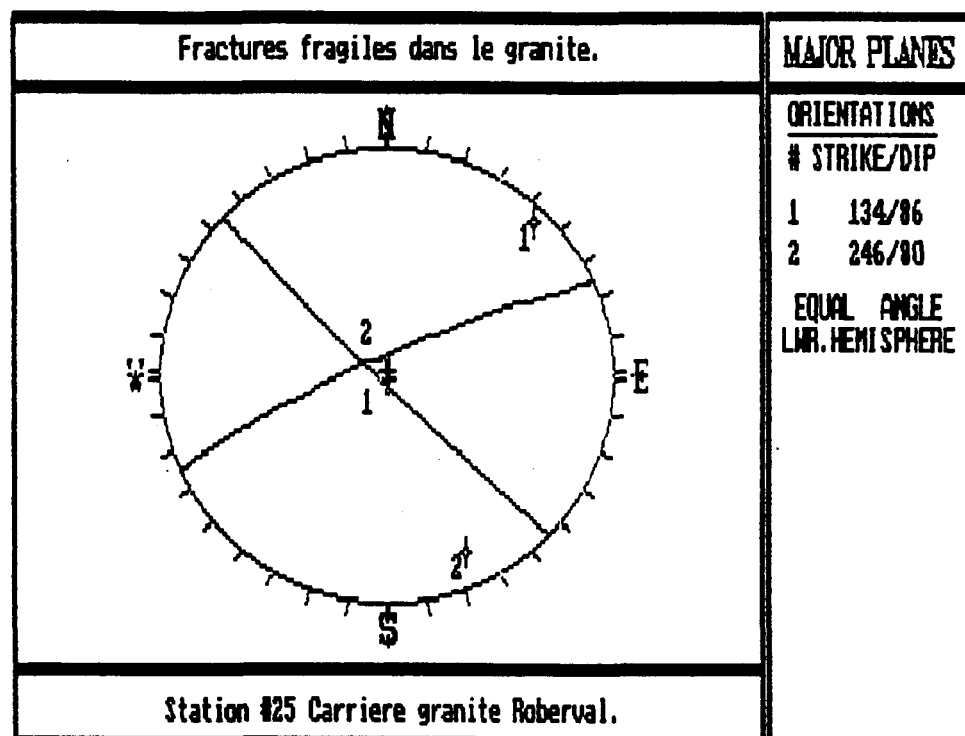 Fractures fragiles dans le granite.
MAJOR PLANES
ORIENTATIONS
# STRIKE/DIP
1 134/86
2 246/80
EQUAL ANGLE
LWR.HEMISPHERE
N
1
2
W
E
1
2
S
Station #25 Carriere granite Roberval.